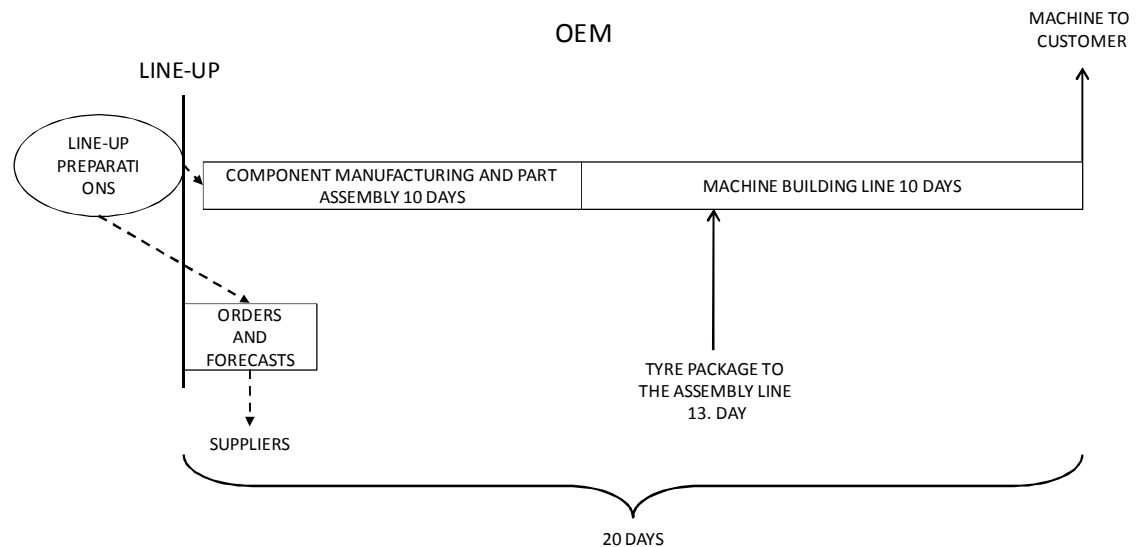 MACHINE TO
CUSTOMER
OEM
LINE-UP
LINE-UP
PREPARATI
ONS
COMPONENT MANUFACTURING AND PART
ASSEMBLY 10 DAYS
MACHINE BUILDING LINE 10 DAYS
ORDERS
AND
FORECASTS
TYRE PACKAGE TO
THE ASSEMBLY LINE
13. DAY
SUPPLIERS
20 DAYS